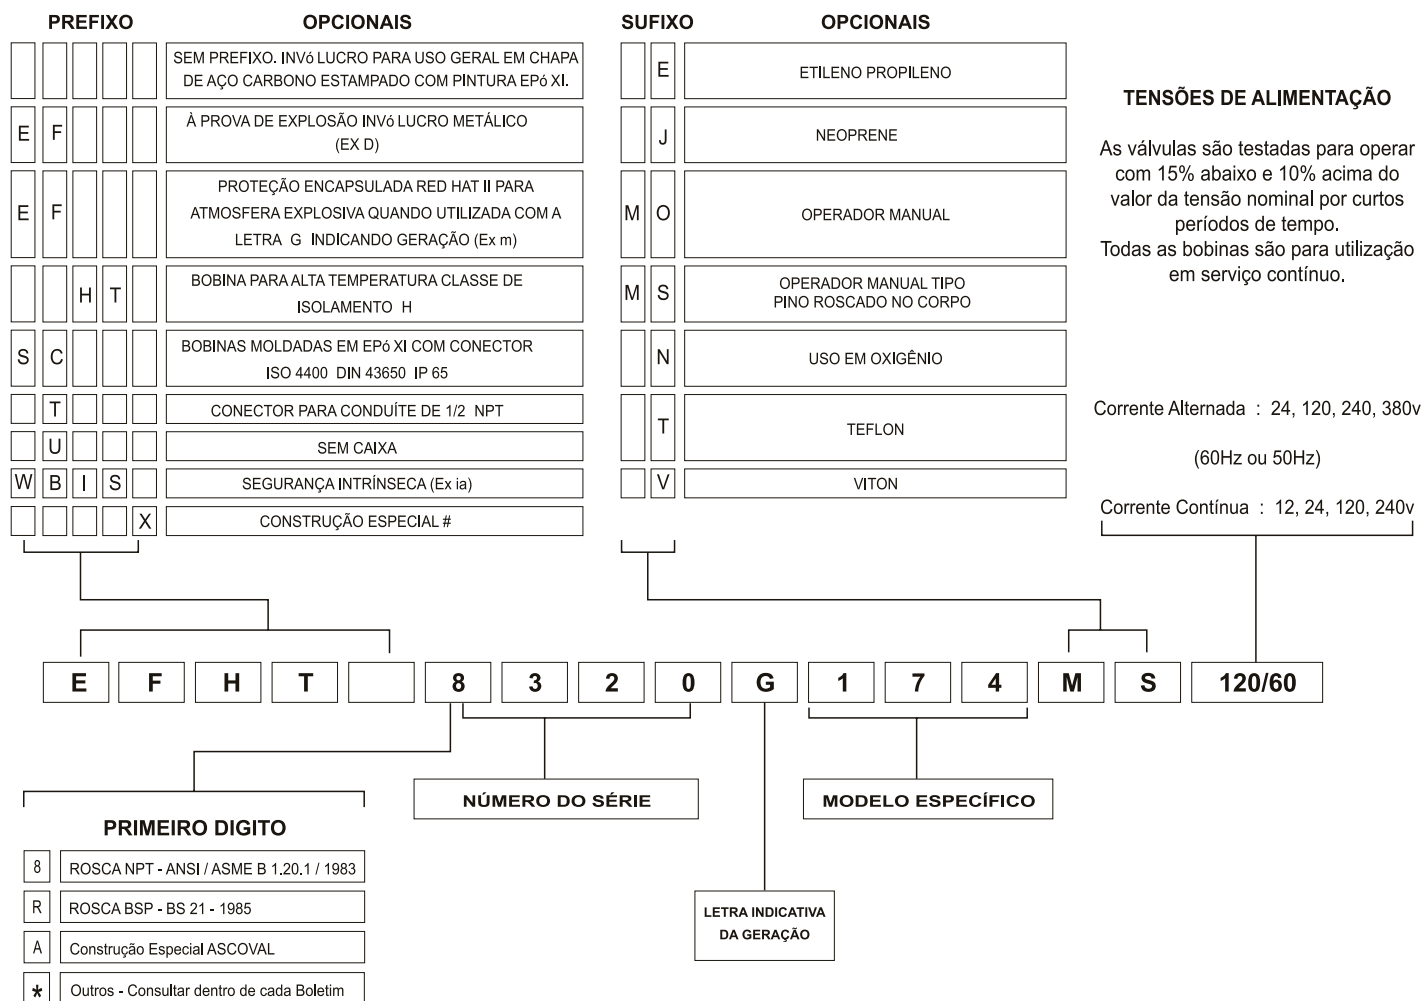 PREFIXO OPCIONAIS
SEM PREFIXO. INVó LUCRO PARA USO GERAL EM CHAPA
DE AÇO CARBONO ESTAMPADO COM PINTURA EPó XI.
E F À PROVA DE EXPLOSÃO INVó LUCRO METÁLICO
(EX D)
E F PROTEÇÃO ENCAPSULADA RED HAT II PARA
ATMOSFERA EXPLOSIVA QUANDO UTILIZADA COM A
LETRA G INDICANDO GERAÇÃO (Ex m)
H T BOBINA PARA ALTA TEMPERATURA CLASSE DE
ISOLAMENTO H
S C BOBINAS MOLDADAS EM EPó XI COM CONECTOR
ISO 4400 DIN 43650 IP 65
T CONECTOR PARA CONDUÍTE DE 1/2 NPT
U SEM CAIXA
W B I S SEGURANÇA INTRÍNSECA (Ex ia)
X CONSTRUÇÃO ESPECIAL #
SUFIXO OPCIONAIS
E ETILENO PROPILENO
J NEOPRENE
M O OPERADOR MANUAL
M S OPERADOR MANUAL TIPO
PINO ROSCADO NO CORPO
N USO EM OXIGÊNIO
T TEFLON
V VITON
TENSÕES DE ALIMENTAÇÃO
As válvulas são testadas para operar
com 15% abaixo e 10% acima do
valor da tensão nominal por curtos
períodos de tempo.
Todas as bobinas são para utilização
em serviço contínuo.
Corrente Alternada : 24, 120, 240, 380v
(60Hz ou 50Hz)
Corrente Contínua : 12, 24, 120, 240v
E F H T 8 3 2 0 G 1 7 4 M S 120/60
NÚMERO DO SÉRIE
MODELO ESPECÍFICO
LETRA INDICATIVA
DA GERAÇÃO
PRIMEIRO DIGITO
8 ROSCA NPT - ANSI / ASME B 1.20.1 / 1983
R ROSCA BSP - BS 21 - 1985
A Construção Especial ASCOVAL
* Outros - Consultar dentro de cada Boletim